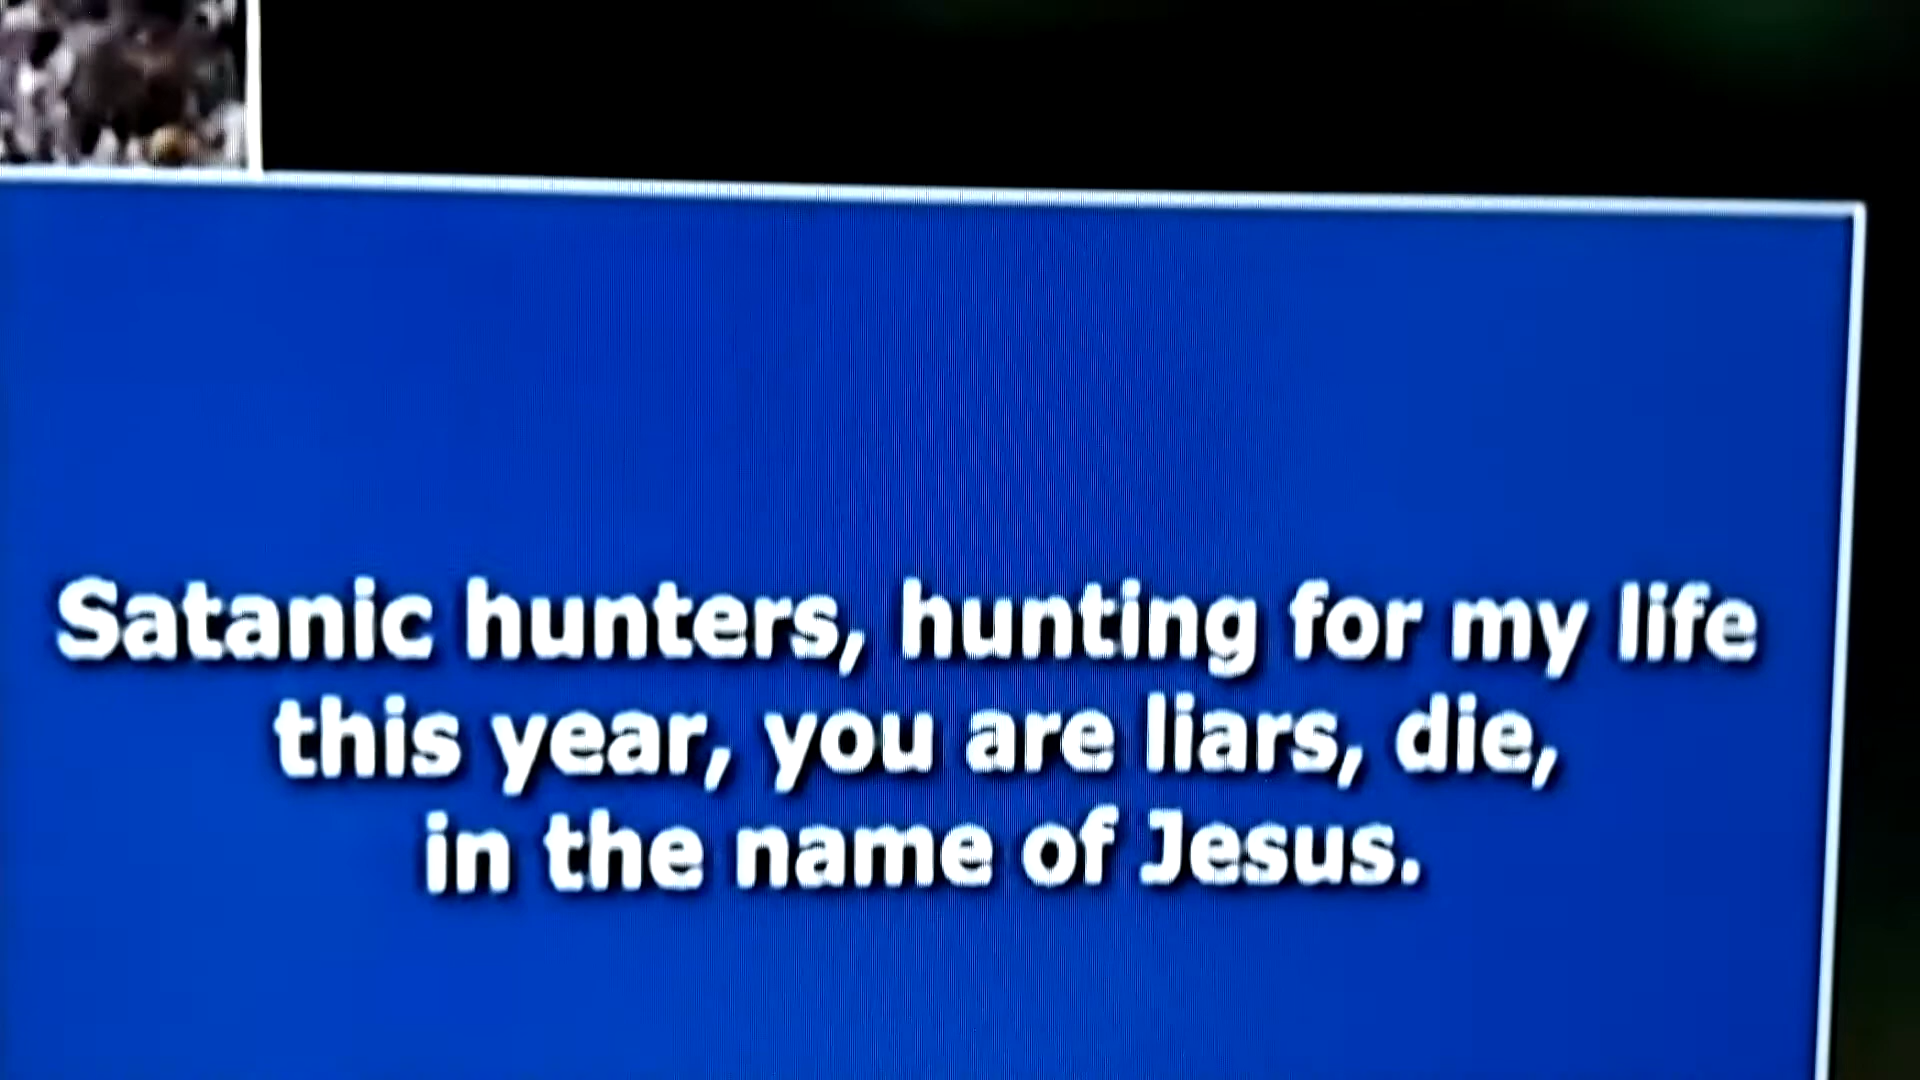 Satanic hunters, hunting for my life
this year, you are liars, die,
in the name of Jesus.